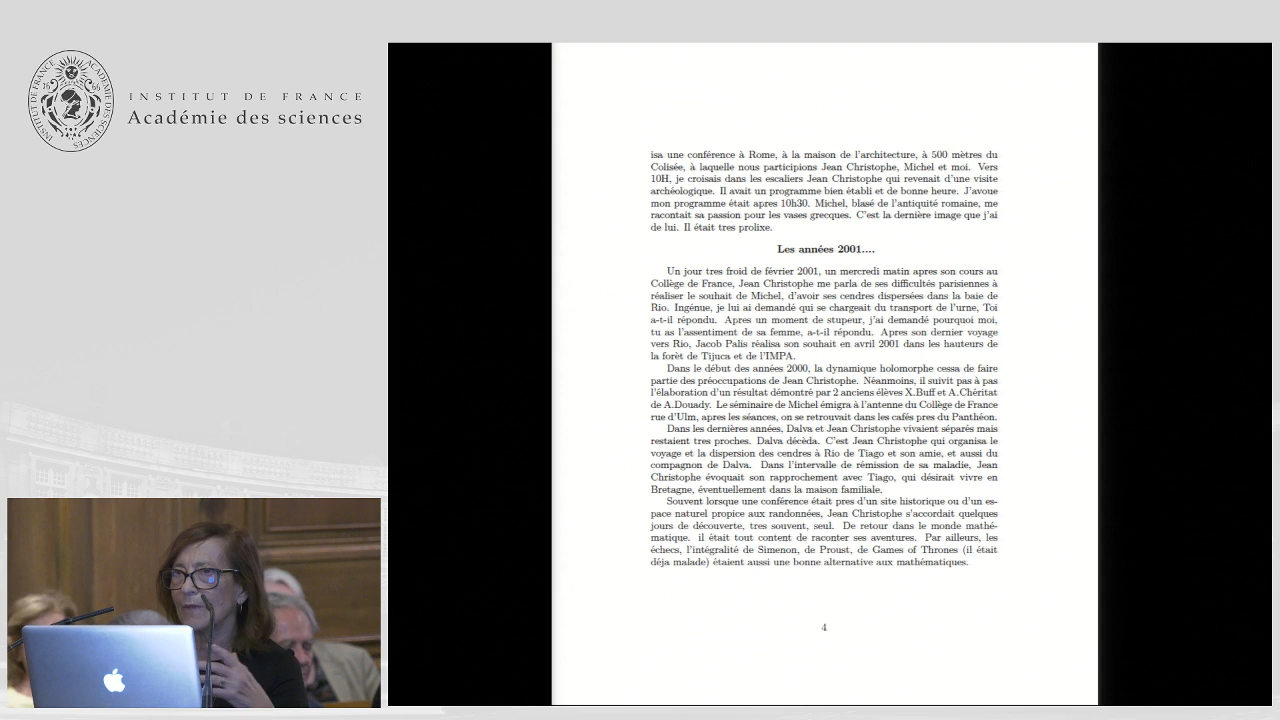 INSTITUT DE FRANCE
Académie des sciences
isa une conférence à Rome, à la maison de l'architecture, à 500 mètres du
Colisée, à laquelle nous participions Jean Christophe, Michel et moi. Vers
10H, je croisais dans les escaliers Jean Christophe qui revenait d'une visite
archéologique. Il avait un programme bien établi et de bonne heure. J'avoue
mon programme était apres 10h30. Michel, blasé de l'antiquité romaine, me
racontait sa passion pour les vases grecques. C'est la dernière image que j'ai
de lui. Il était tres prolixe.
Les années 2001....
Un jour tres froid de février 2001, un mercredi matin apres son cours au
Collège de France, Jean Christophe me parla de ses difficultés parisiennes à
réaliser le souhait de Michel, d'avoir ses cendres dispersées dans la baie de
Rio. Ingénue, je lui ai demandé qui se chargeait du transport de l'urne, Toi
a-t-il répondu. Apres un moment de stupeur, j'ai demandé pourquoi moi,
tu as l'assentiment de sa femme, a-t-il répondu. Apres son dernier voyage
vers Rio, Jacob Palis réalisa son souhait en avril 2001 dans les hauteurs de
la forèt de Tijuca et de l'IMPA.
Dans le début des années 2000, la dynamique holomorphe cessa de faire
partie des préoccupations de Jean Christophe. Néanmoins, il suivit pas à pas
l'élaboration d'un résultat démontré par 2 anciens élèves X.Buff et A.Chéritat
de A.Douady. Le séminaire de Michel émigra à l'antenne du Collège de France
rue d'Ulm, apres les séances, on se retrouvait dans les cafés pres du Panthéon.
Dans les dernières années, Dalva et Jean Christophe vivaient séparés mais
restaient tres proches. Dalva décèda. C'est Jean Christophe qui organisa le
voyage et la dispersion des cendres à Rio de Tiago et son amie, et aussi du
compagnon de Dalva. Dans l'intervalle de rémission de sa maladie, Jean
Christophe évoquait son rapprochement avec Tiago, qui désirait vivre en
Bretagne, éventuellement dans la maison familiale.
Souvent lorsque une conférence était pres d'un site historique ou d'un es-
pace naturel propice aux randonnées, Jean Christophe s'accordait quelques
jours de découverte, tres souvent, seul. De retour dans le monde mathé-
matique. il était tout content de raconter ses aventures. Par ailleurs, les
échecs, l'intégralité de Simenon, de Proust, de Games of Thrones (il était
déja malade) étaient aussi une bonne alternative aux mathématiques.
4